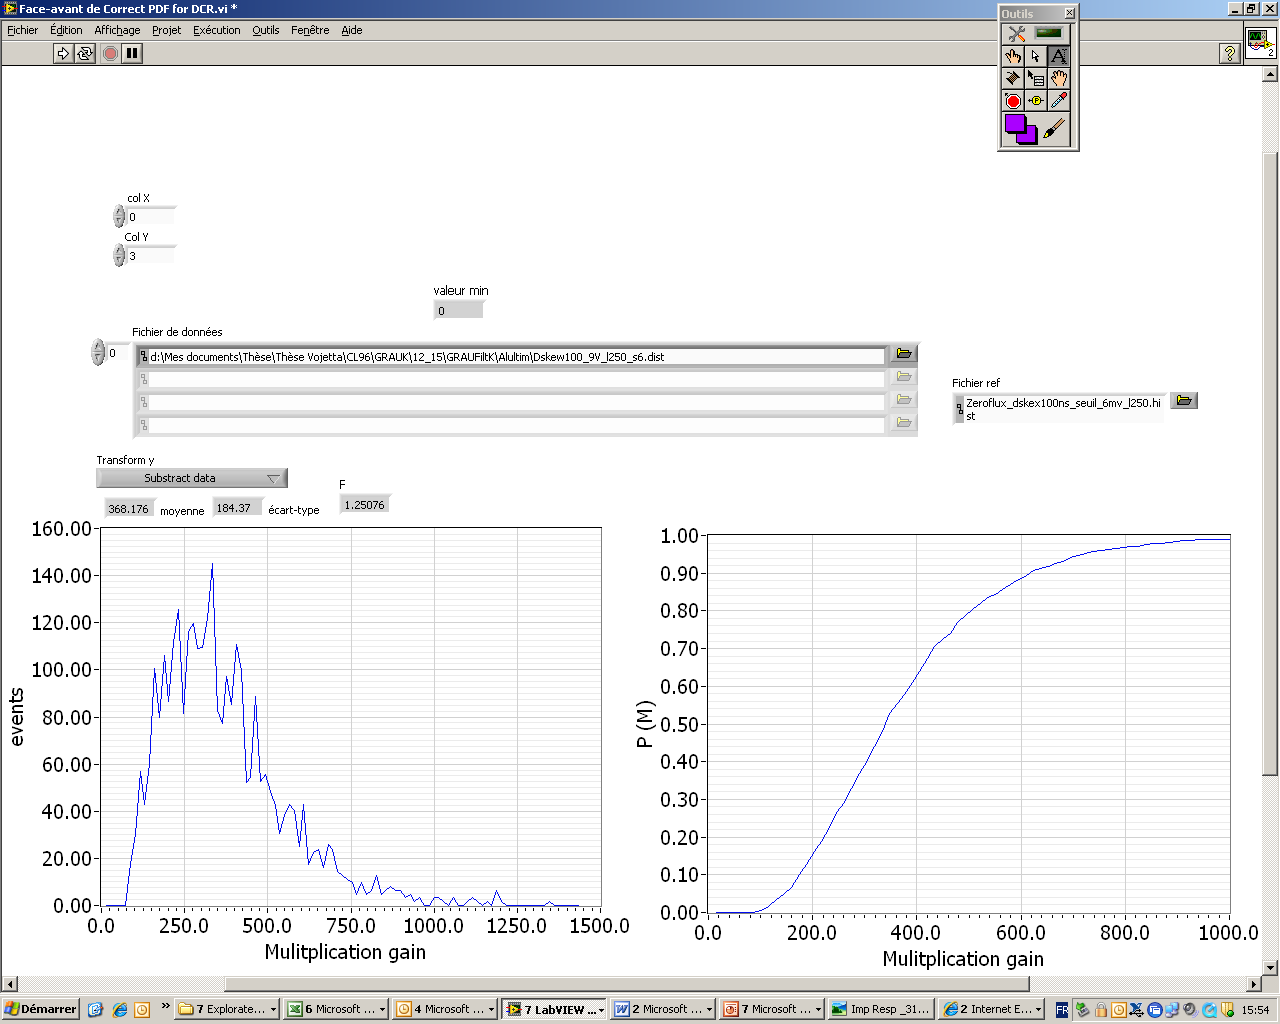 Face-avant de Correct PDF for DCR.vi *
Fichier Édition Affichage Projet Exécution Outils Fenêtre Aide
Outils
2
col X
0
Col Y
3
valeur min
0
Fichier de données
0
d:\Mes documents\Thèse\Thèse Vojetta\CL96\GRAUK\12_15\GRAUFiltK\Alultim\Dskew100_9V_l250_s6.dist
Fichier ref
Zeroflux_dskex100ns_seuil_6mv_l250.hi
st
Transform y
Substract data
F
368.176 moyenne 184.37 écart-type 1.25076
160.00
140.00
120.00
100.00
80.00
60.00
40.00
20.00
0.00
events
0.0 250.0 500.0 750.0 1000.0 1250.0 1500.0
Mulitplication gain
1.00
0.90
0.80
0.70
0.60
0.50
0.40
0.30
0.20
0.10
0.00
P (M)
0.0 200.0 400.0 600.0 800.0 1000.0
Mulitplication gain
Démarrer » 7 Explorate... 6 Microsoft ... 4 Microsoft ... 7 LabVIEW ... 2 Microsoft ... 7 Microsoft ... Imp Resp _31... 2 Internet E... FR 15:54